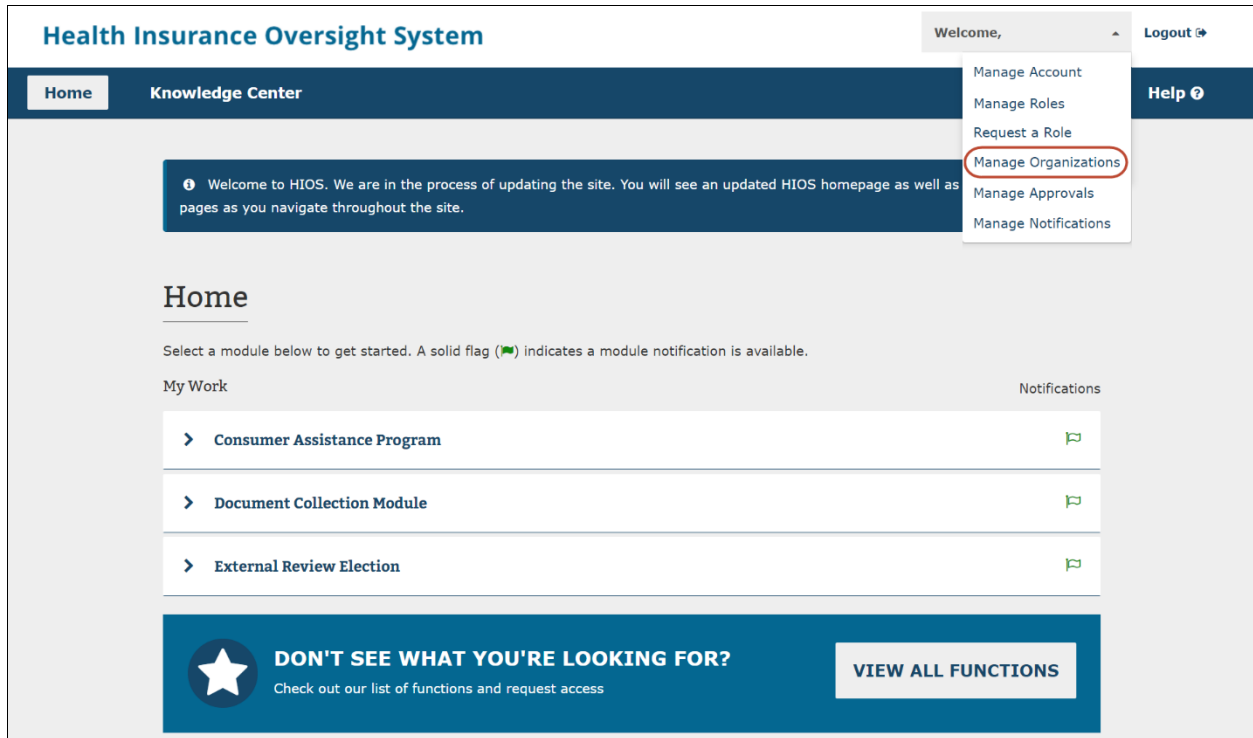 Health Insurance Oversight System
Welcome,
Logout
Home
Knowledge Center
Help
Manage Account
Manage Roles
Request a Role
Manage Organizations
Manage Approvals
Manage Notifications
Welcome to HIOS. We are in the process of updating the site. You will see an updated HIOS homepage as well as
pages as you navigate throughout the site.
Home
Select a module below to get started. A solid flag () indicates a module notification is available.
My Work
Notifications
Consumer Assistance Program
Document Collection Module
External Review Election
DON'T SEE WHAT YOU'RE LOOKING FOR?
Check out our list of functions and request access
VIEW ALL FUNCTIONS